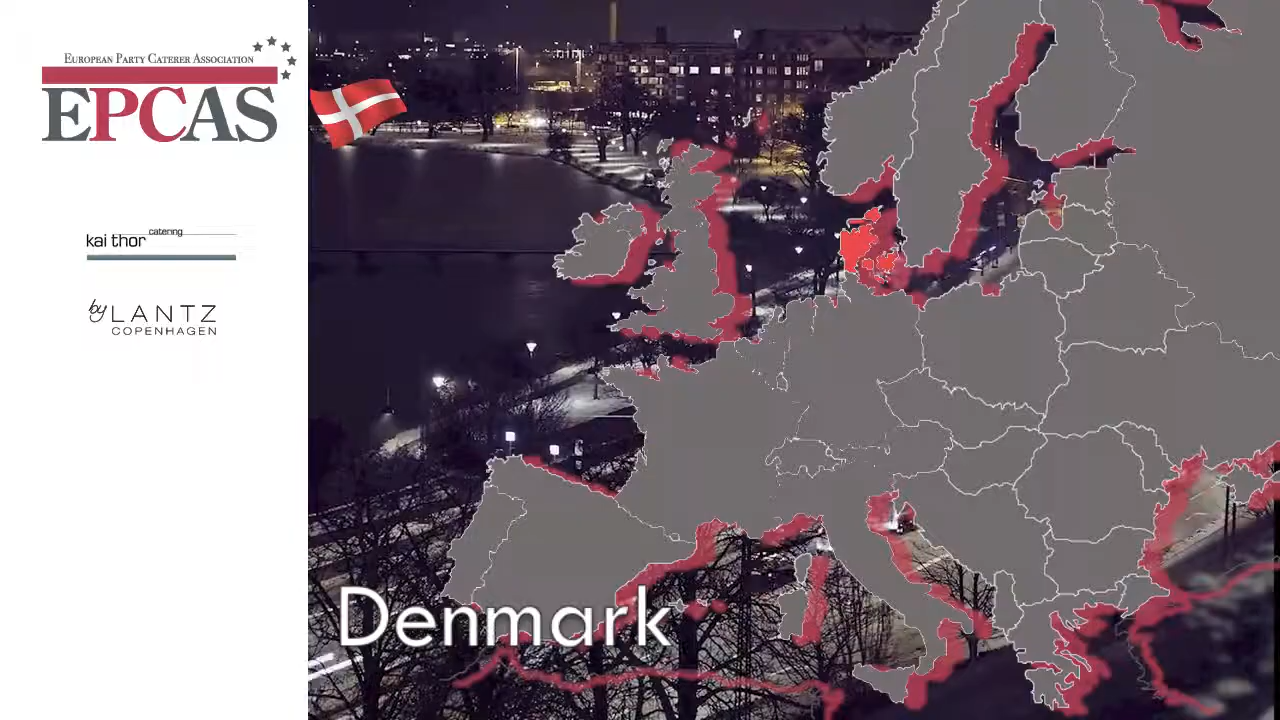 European Party Caterer Association
EPCAS
kai thor catering
by LANTZ
COPENHAGEN
Denmark